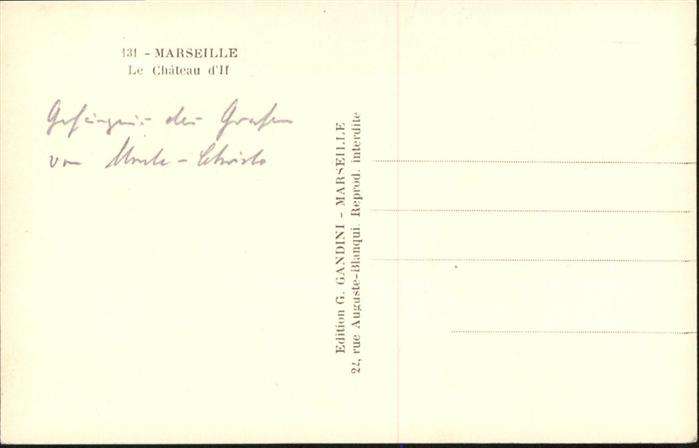 131 - MARSEILLE
Le Château d'If
Gefängnis des Grafen
von Monte-Christo
Edition G. GANDINI - MARSEILLE
22, rue Auguste-Blanqui. Reprod. interdite